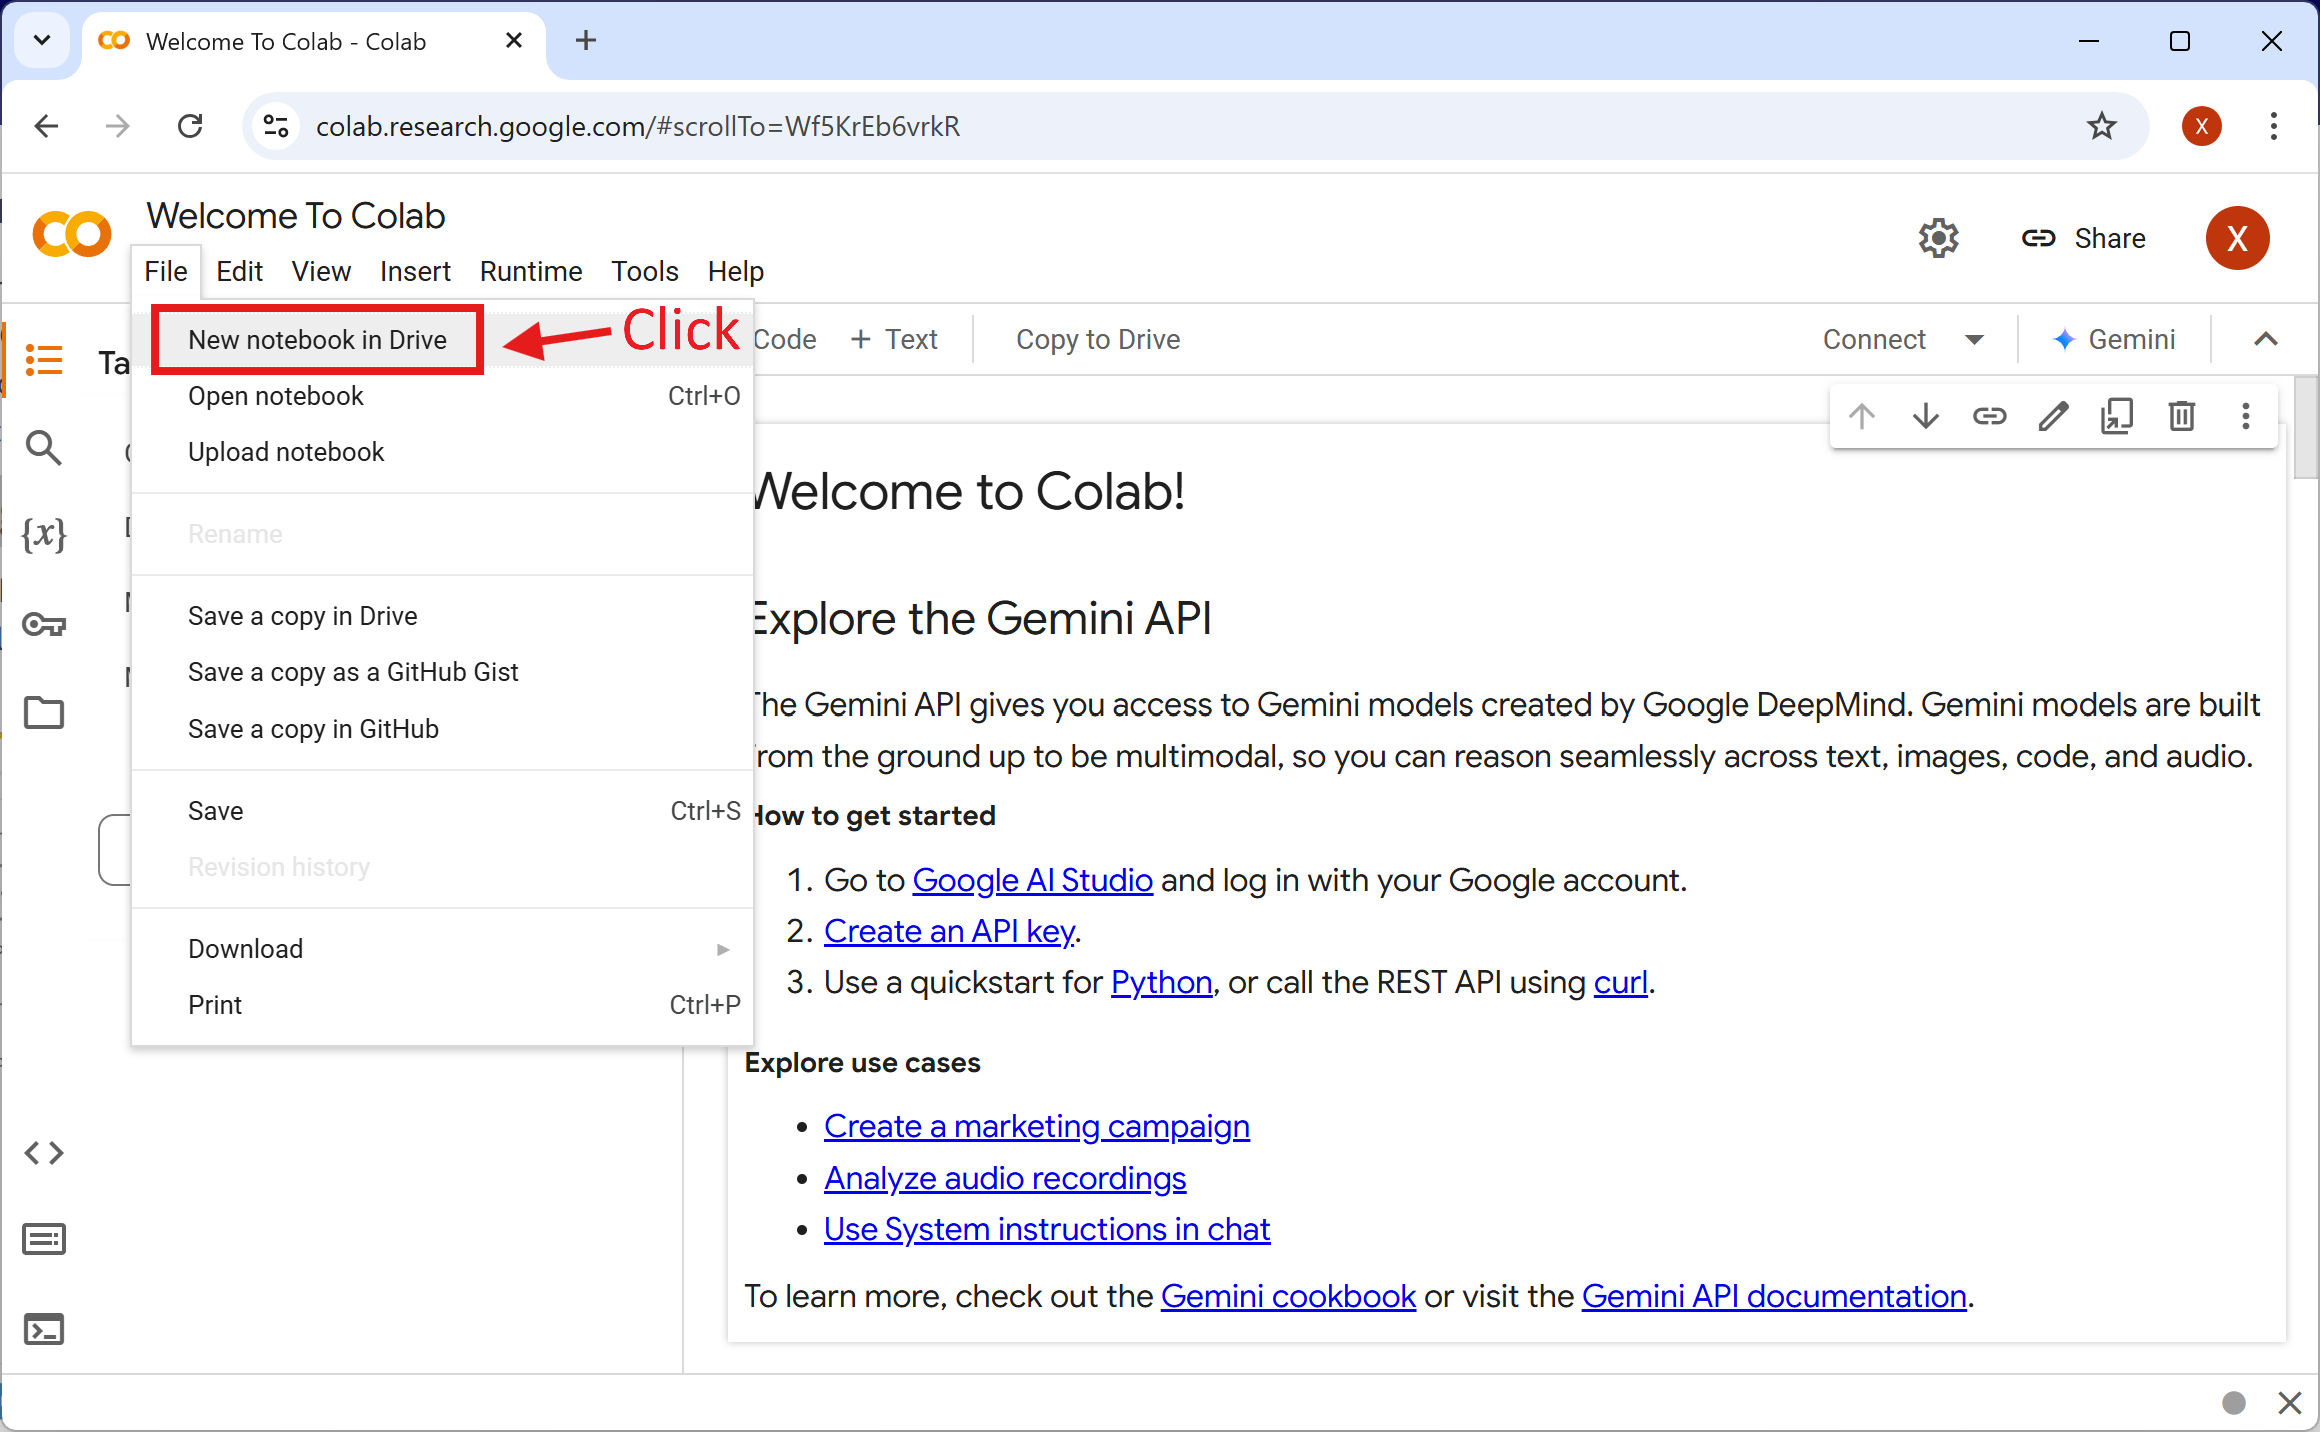 Welcome To Colab - Colab
colab.research.google.com/#scrollTo=Wf5KrEb6vrkR
X
Welcome To Colab
Share
X
File Edit View Insert Runtime Tools Help
New notebook in Drive
Click
Code + Text Copy to Drive
Connect
Gemini
Ta
Open notebook Ctrl+O
Upload notebook
Rename
Save a copy in Drive
Save a copy as a GitHub Gist
Save a copy in GitHub
Save Ctrl+S
Revision history
Download
Print Ctrl+P
{x}
Welcome to Colab!
Explore the Gemini API
The Gemini API gives you access to Gemini models created by Google DeepMind. Gemini models are built
from the ground up to be multimodal, so you can reason seamlessly across text, images, code, and audio.
How to get started
1. Go to Google AI Studio and log in with your Google account.
2. Create an API key.
3. Use a quickstart for Python, or call the REST API using curl.
Explore use cases
• Create a marketing campaign
• Analyze audio recordings
• Use System instructions in chat
To learn more, check out the Gemini cookbook or visit the Gemini API documentation.